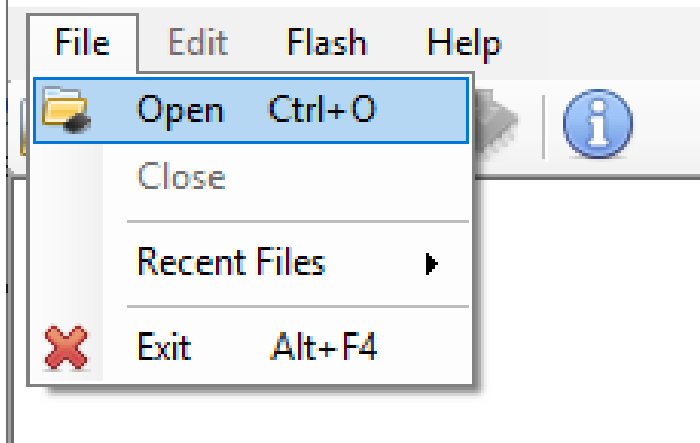 File Edit Flash Help
Open Ctrl+O
Close
Recent Files
Exit Alt+F4